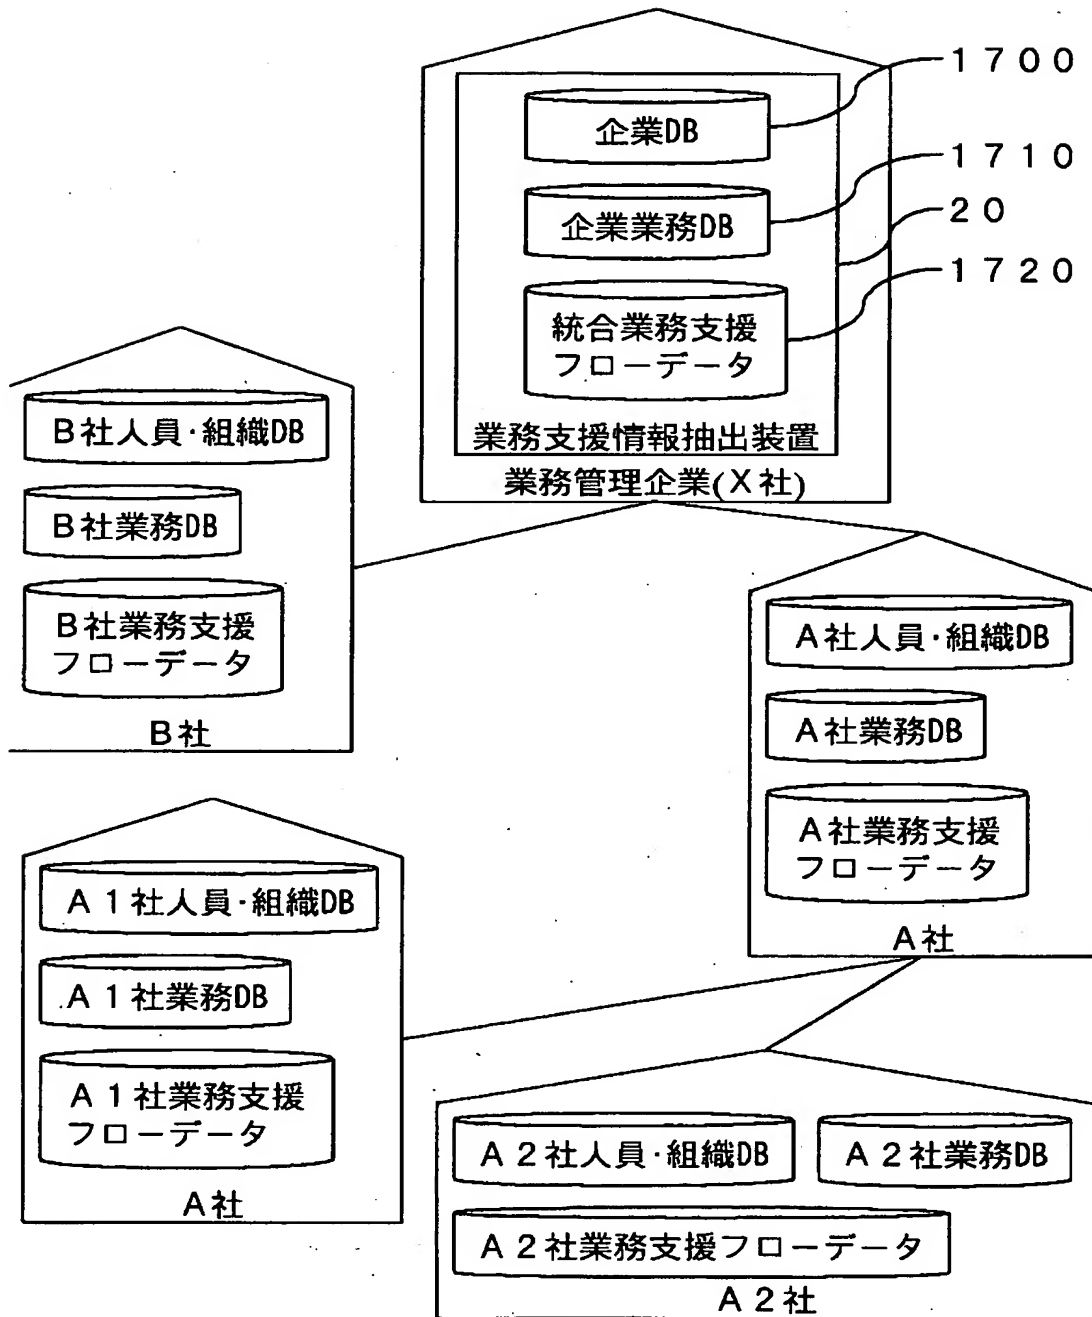 企業DB
１７００
企業業務DB
１７１０
２０
統合業務支援
フローデータ
１７２０
業務支援情報抽出装置
業務管理企業(X社)
B社人員·組織DB
B社業務DB
B社業務支援
フローデータ
B社
A社人員·組織DB
A社業務DB
A社業務支援
フローデータ
A社
A１社人員·組織DB
A１社業務DB
A１社業務支援
フローデータ
A社
A２社人員·組織DB
A２社業務DB
A２社業務支援フローデータ
A２社